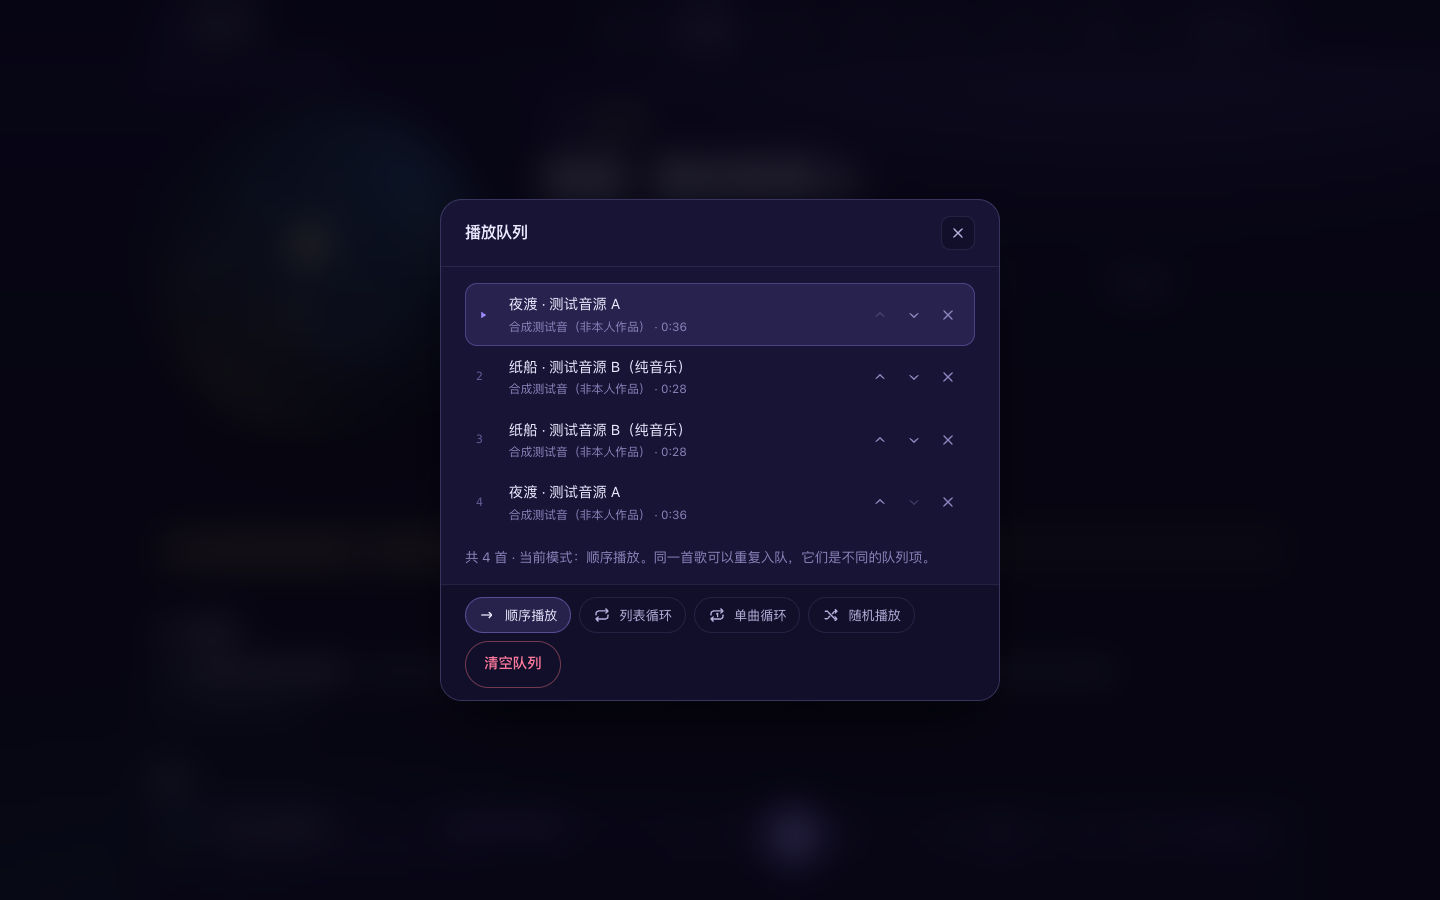 播放队列
夜渡 · 测试音源 A
合成测试音（非本人作品） · 0:36
2
纸船 · 测试音源 B（纯音乐）
合成测试音（非本人作品） · 0:28
3
纸船 · 测试音源 B（纯音乐）
合成测试音（非本人作品） · 0:28
4
夜渡 · 测试音源 A
合成测试音（非本人作品） · 0:36
共 4 首 · 当前模式：顺序播放。同一首歌可以重复入队，它们是不同的队列项。
顺序播放 列表循环 单曲循环 随机播放
清空队列